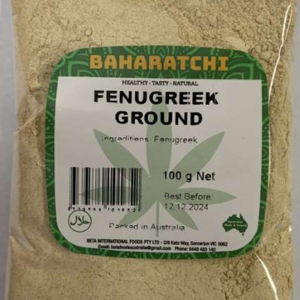 BAHARATCHI
HEALTHY - TASTY - NATURAL
FENUGREEK
GROUND
Ingredients: Fenugreek
100 g Net
Best Before:
12.12.2024
حلال
Packed in Australia
BETA INTERNATIONAL FOODS PTY LTD